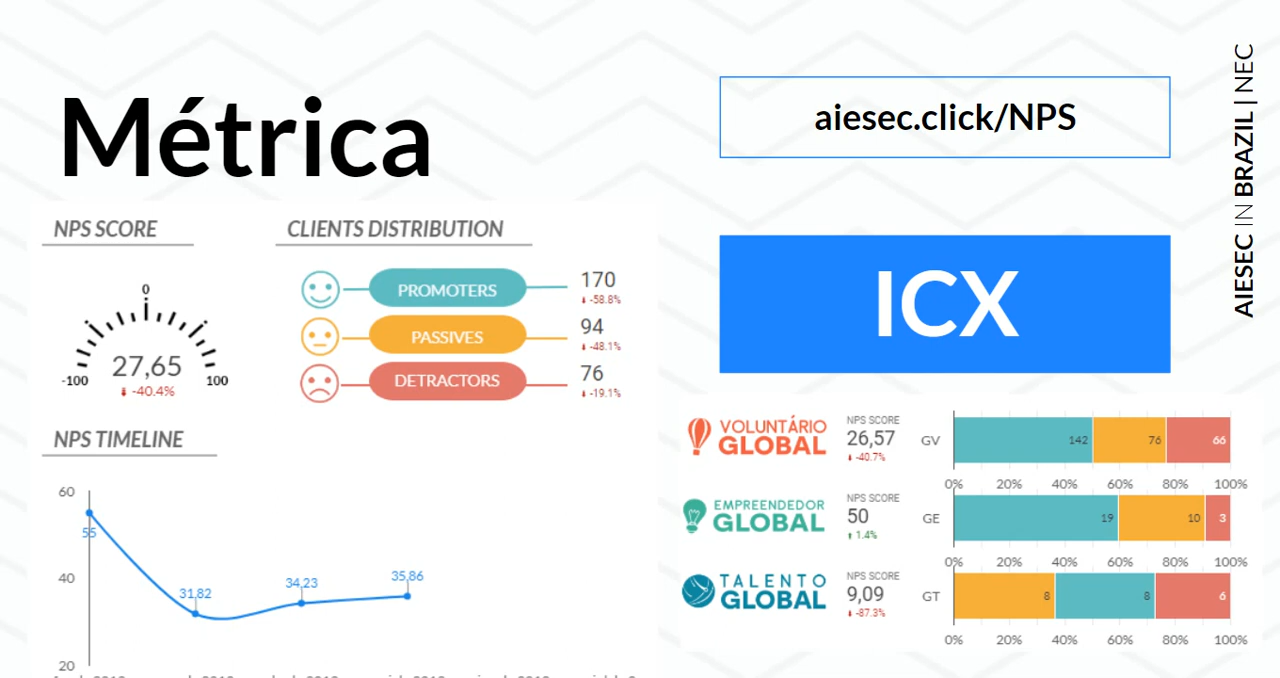 Métrica
aiesec.click/NPS
AIESEC IN BRAZIL | NEC
ICX
NPS SCORE
0
27,65
-100
100
-40.4%
CLIENTS DISTRIBUTION
PROMOTERS
170
-58.8%
PASSIVES
94
-48.1%
DETRACTORS
76
-19.1%
NPS TIMELINE
60
55
40
31,82
34,23
35,86
20
VOLUNTÁRIO
GLOBAL
NPS SCORE
26,57
-40.7%
GV
142
76
66
0% 20% 40% 60% 80% 100%
EMPREENDEDOR
GLOBAL
NPS SCORE
50
1.4%
GE
19
10
3
0% 20% 40% 60% 80% 100%
TALENTO
GLOBAL
NPS SCORE
9,09
-87.3%
GT
8
8
6
0% 20% 40% 60% 80% 100%